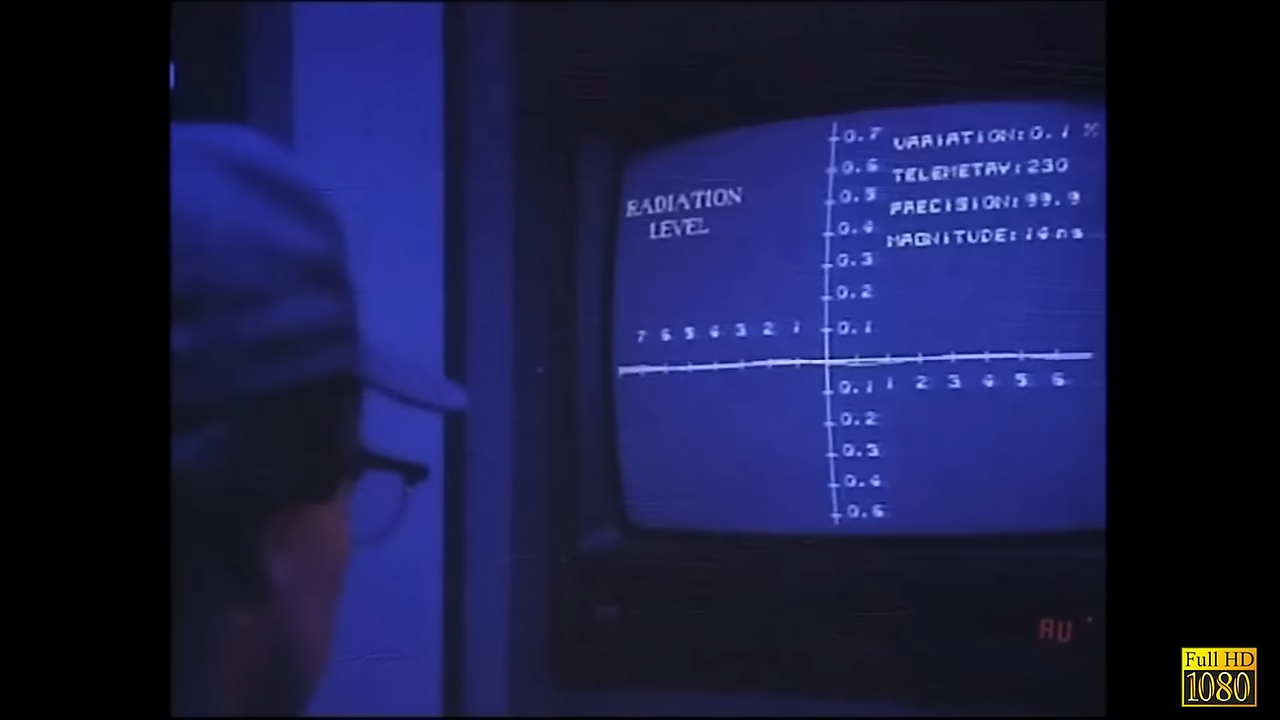 RADIATION
LEVEL
VARIATION: 0.1 %
TELEMETRY: 230
PRECISION: 99.9
MAGNITUDE: 14 ns
0.7
0.6
0.5
0.4
0.3
0.2
0.1
7 6 5 4 3 2 1
1 2 3 4 5 6
0.1
0.2
0.3
0.4
0.6
AU
Full HD
1080